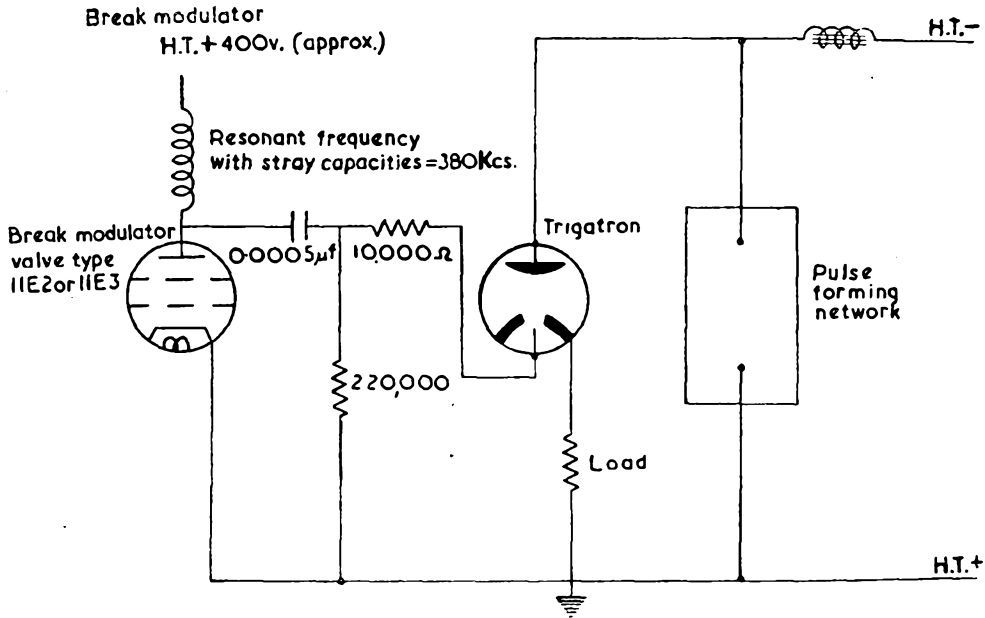 Break modulator
H.T.+ 400v. (approx.)
H.T.-
Resonant frequency
with stray capacities = 380Kcs.
Break modulator
valve type
11E2 or 11E3
0.0005μf
10,000Ω
Trigatron
Pulse
forming
network
220,000
Load
H.T.+